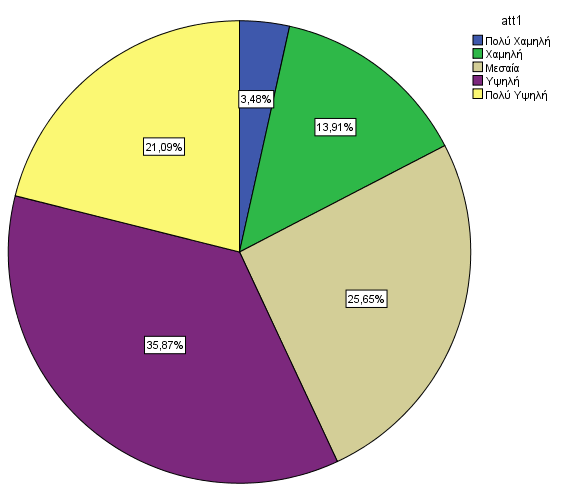 att1
Πολύ Χαμηλή
Χαμηλή
Μεσαία
Υψηλή
Πολύ Υψηλή
3,48%
13,91%
21,09%
25,65%
35,87%